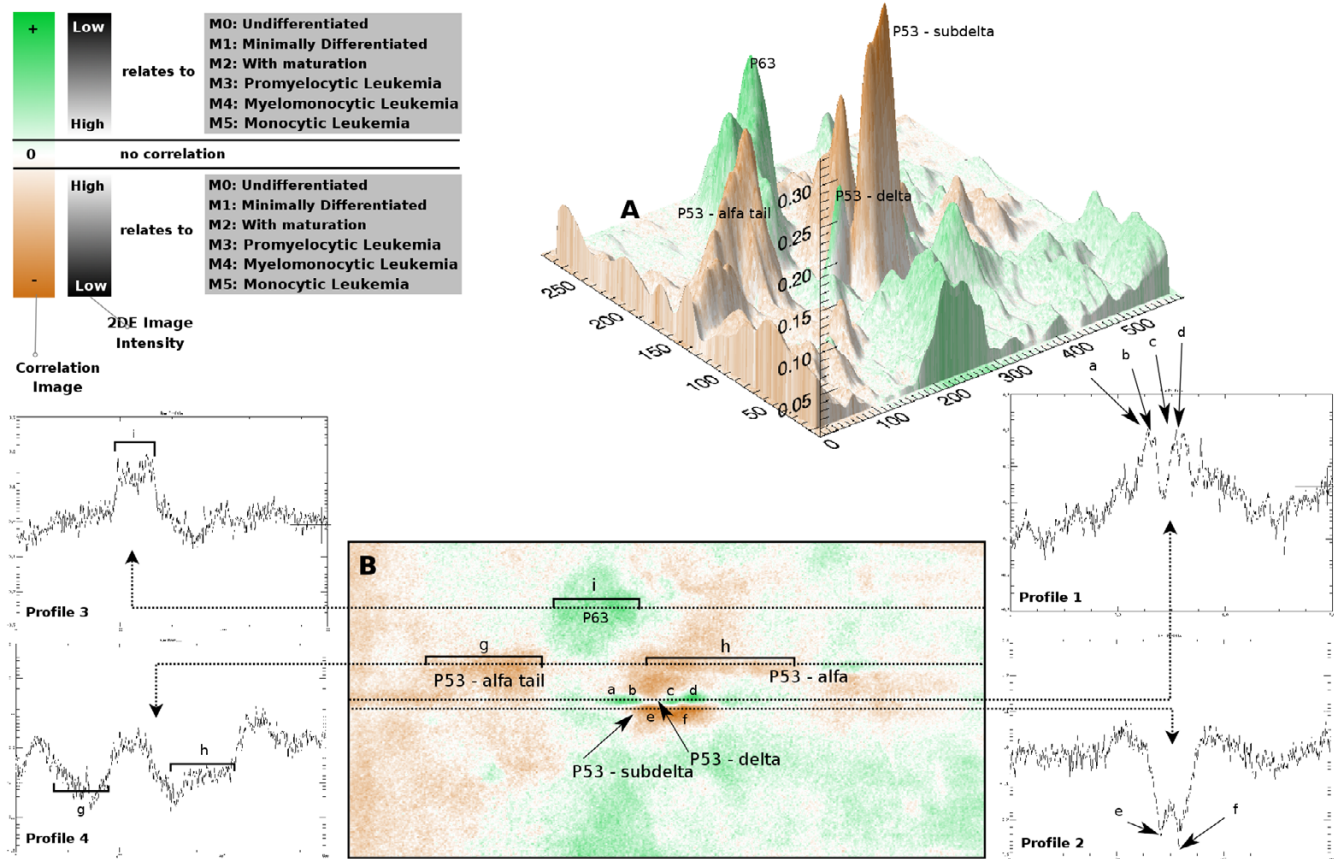 +
Low
High
relates to
M0: Undifferentiated
M1: Minimally Differentiated
M2: With maturation
M3: Promyelocytic Leukemia
M4: Myelomonocytic Leukemia
M5: Monocytic Leukemia
0
no correlation
High
Low
-
relates to
M0: Undifferentiated
M1: Minimally Differentiated
M2: With maturation
M3: Promyelocytic Leukemia
M4: Myelomonocytic Leukemia
M5: Monocytic Leukemia
2DE Image
Intensity
Correlation
Image
A
P53 - subdelta
P63
P53 - alfa tail
P53 - delta
0.30
0.25
0.20
0.15
0.10
0.05
250
200
150
100
50
0
100
200
300
400
500
i
Profile 3
a
b
c
d
Profile 1
B
i
P63
g
P53 - alfa tail
h
P53 - alfa
a
b
c
d
e
f
P53 - subdelta
P53 - delta
g
h
Profile 4
e
f
Profile 2